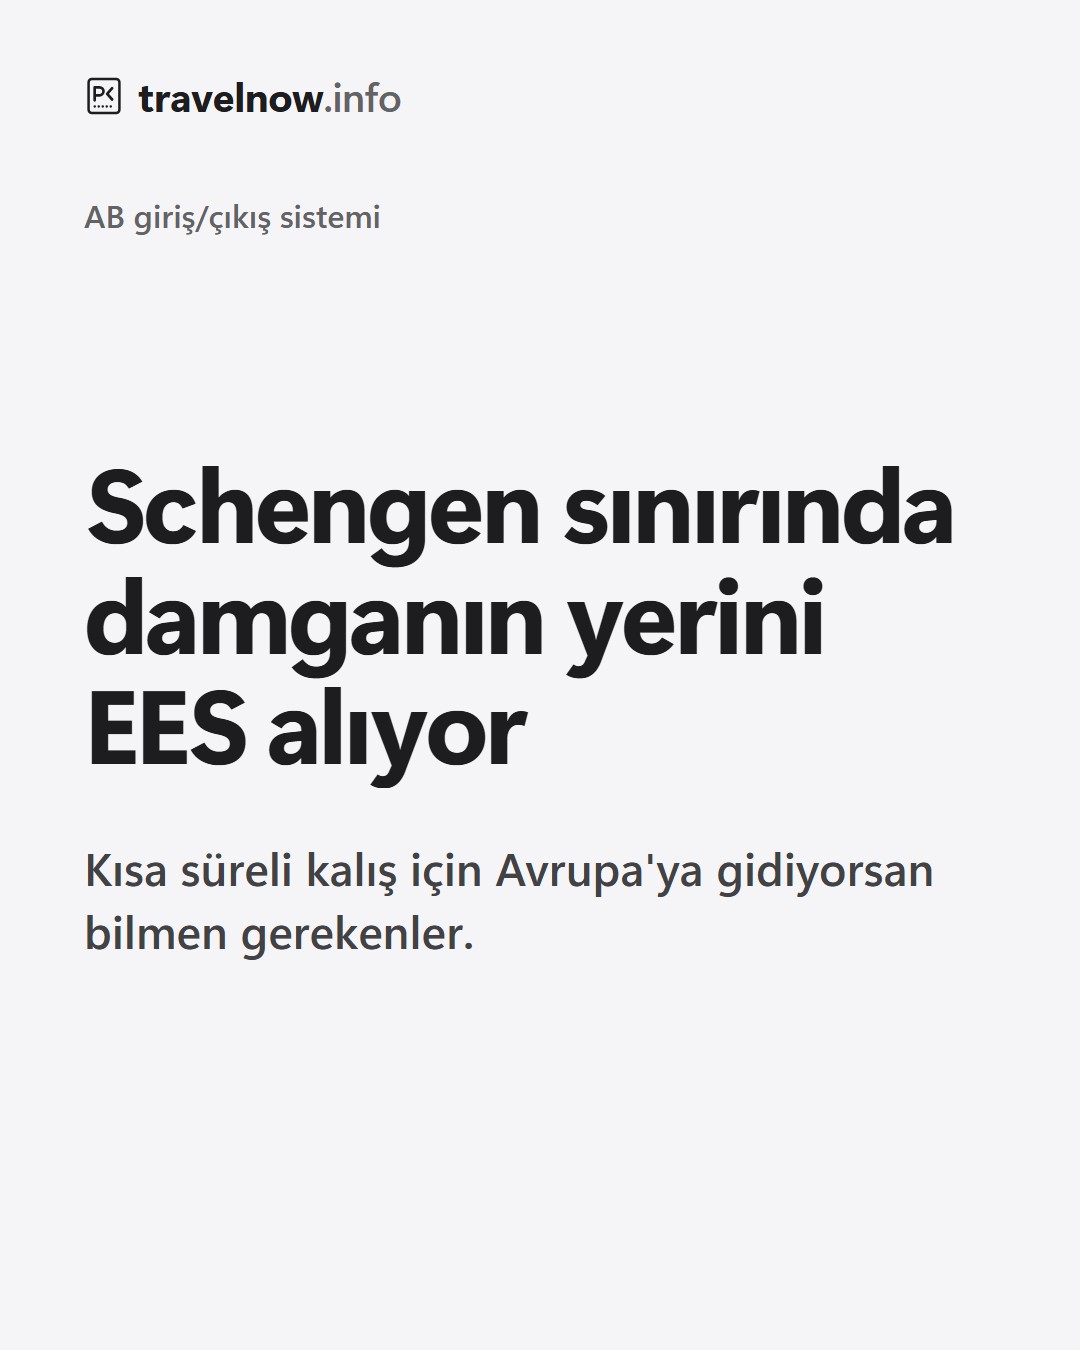 travelnow.info
AB giriş/çıkış sistemi
Schengen sınırında
damganın yerini
EES alıyor
Kısa süreli kalış için Avrupa'ya gidiyorsan
bilmen gerekenler.